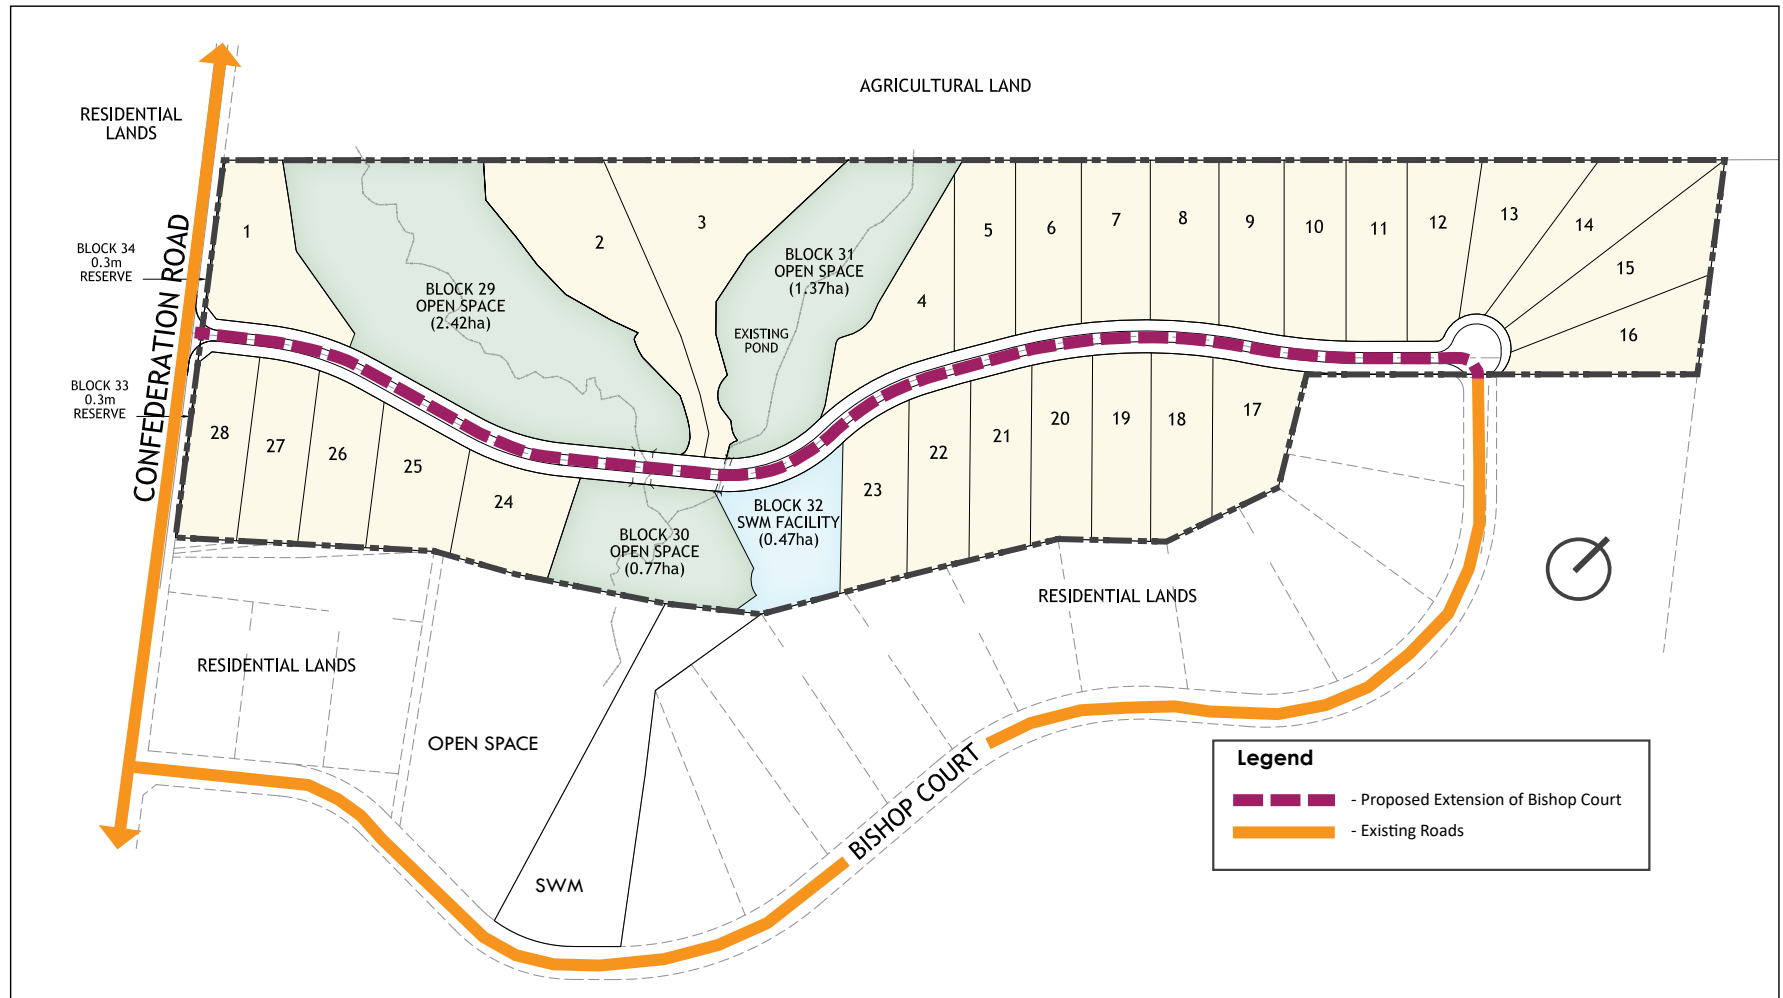 AGRICULTURAL LAND
RESIDENTIAL
LANDS
CONFEDERATION ROAD
BLOCK 34
0.3m
RESERVE
BLOCK 33
0.3m
RESERVE
1
BLOCK 29
OPEN SPACE
(2.42ha)
2
3
BLOCK 31
OPEN SPACE
(1.37ha)
EXISTING
POND
4
5
6
7
8
9
10
11
12
13
14
15
16
28
27
26
25
24
BLOCK 30
OPEN SPACE
(0.77ha)
BLOCK 32
SWM FACILITY
(0.47ha)
23
22
21
20
19
18
17
RESIDENTIAL LANDS
RESIDENTIAL LANDS
OPEN SPACE
SWM
BISHOP COURT
Legend
- Proposed Extension of Bishop Court
- Existing Roads